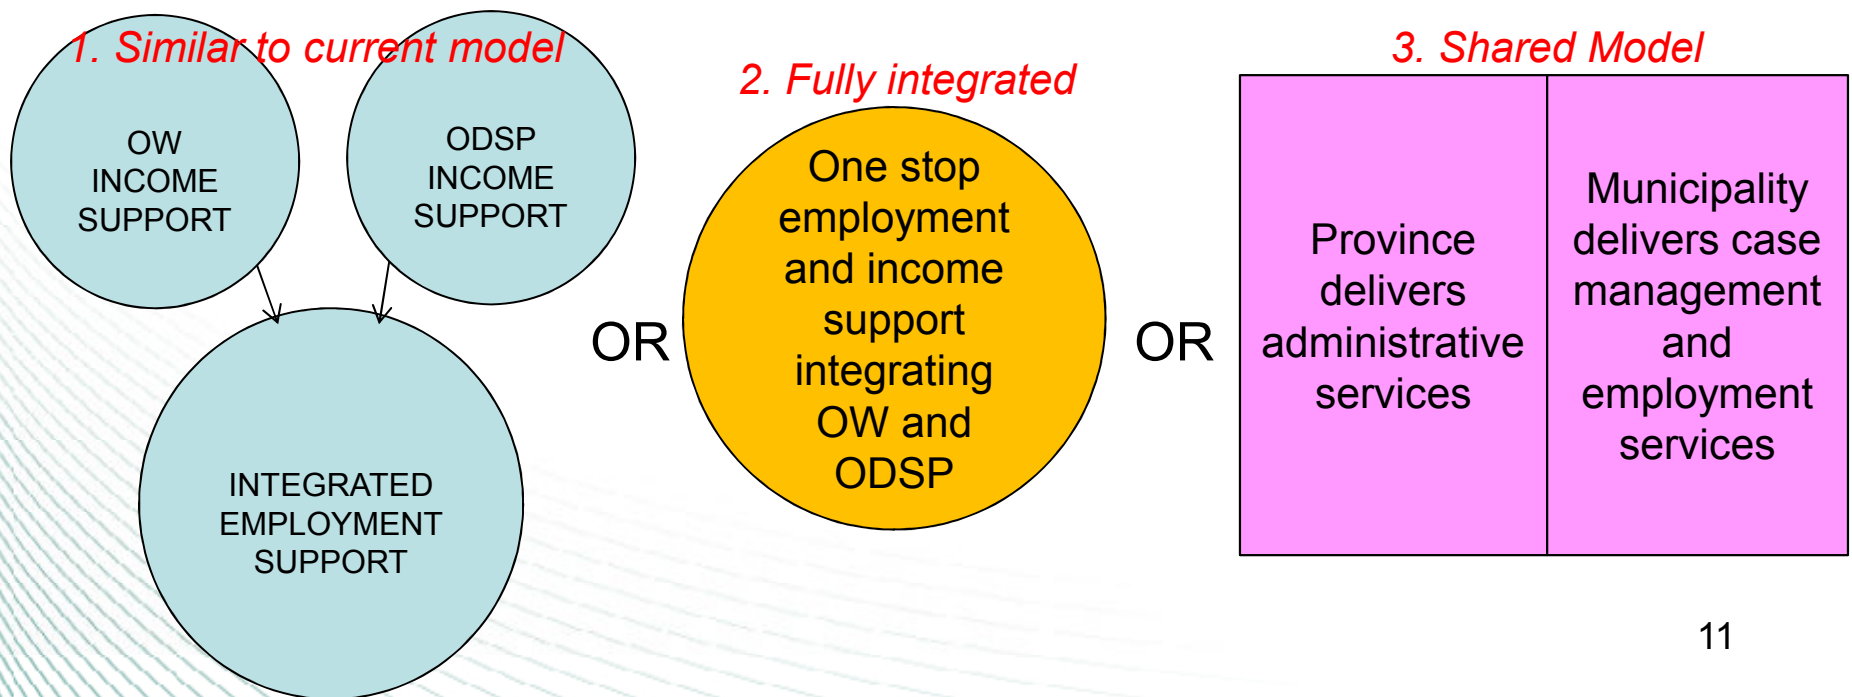 1. Similar to current model
OW
INCOME
SUPPORT
ODSP
INCOME
SUPPORT
INTEGRATED
EMPLOYMENT
SUPPORT
OR
2. Fully integrated
One stop
employment
and income
support
integrating
OW and
ODSP
OR
3. Shared Model
Province
delivers
administrative
services
Municipality
delivers case
management
and
employment
services
11